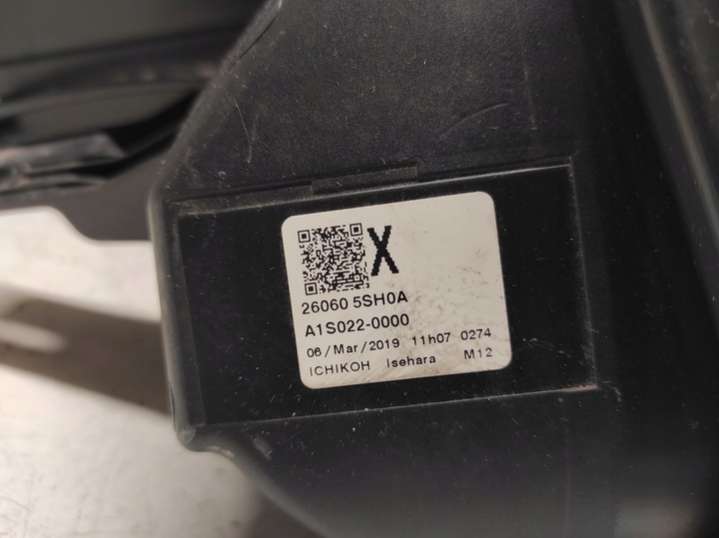 X
26060 5SH0A
A1S022-0000
06/Mar/2019 11h07 0274
ICHIKOH Isehara M12